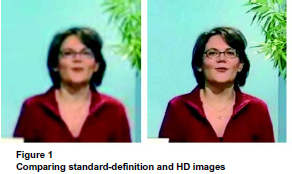 Figure 1
Comparing standard-definition and HD images